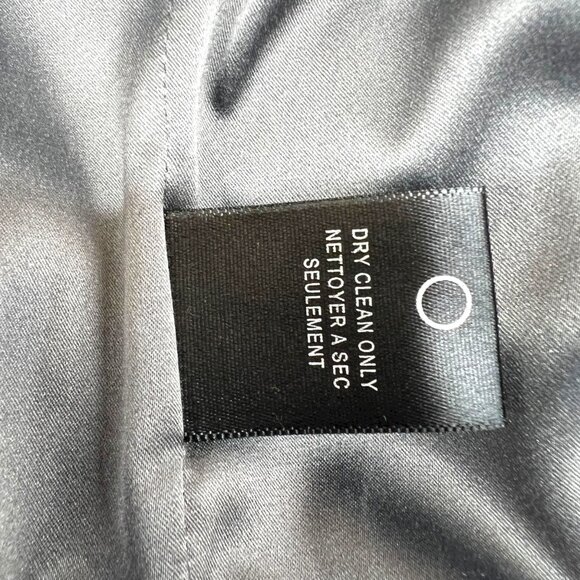 DRY CLEAN ONLY
NETTOYER A SEC
SEULEMENT